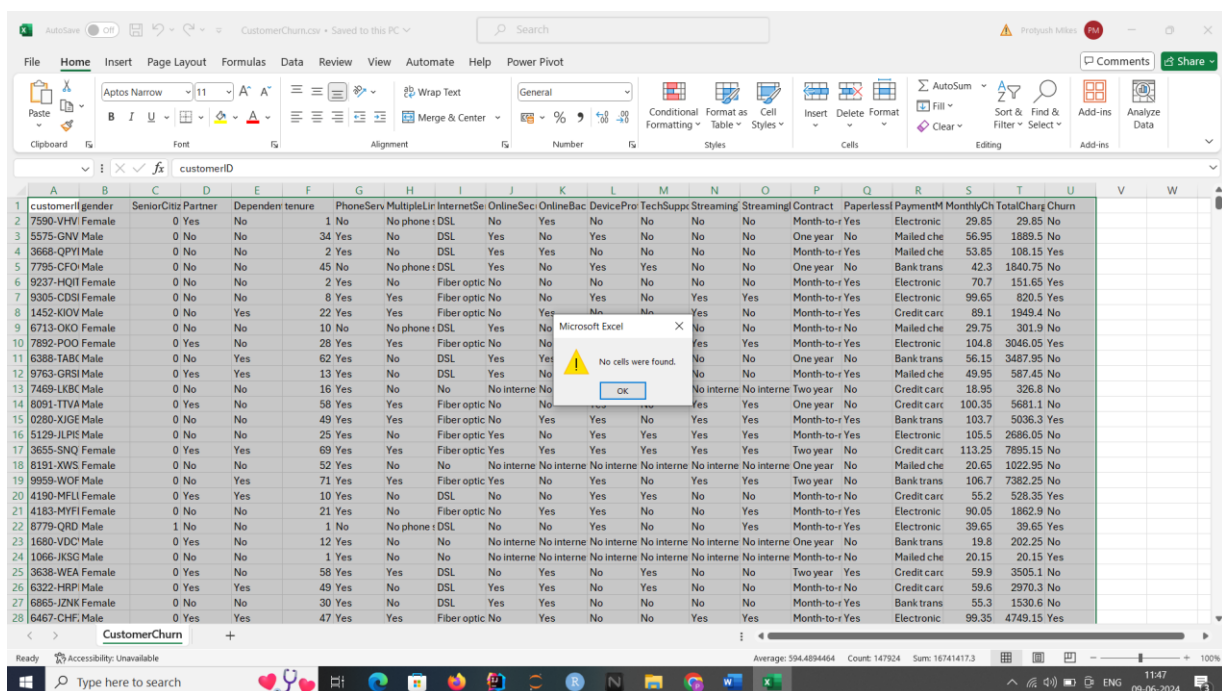 AutoSave Off CustomerChurn.csv • Saved to this PC Search Protyush Mikes PM
File Home Insert Page Layout Formulas Data Review View Automate Help Power Pivot Comments Share
Paste Aptos Narrow 11 A^ A˅ Wrap Text General Conditional Formatting Format as Table Cell Styles Insert Delete Format AutoSum Fill Clear Sort & Filter Find & Select Add-ins Analyze Data
B I U A Merge & Center % 9
Clipboard Font Alignment Number Styles Cells Editing Add-ins
fx customerID
A B C D E F G H I J K L M N O P Q R S T U V W
1 customerI gender SeniorCitiz Partner Dependen tenure PhoneServ MultipleLin InternetSe OnlineSec OnlineBac DevicePro TechSuppo Streaming Streaming Contract Paperless PaymentM MonthlyCh TotalCharg Churn
2 7590-VHV Female 0 Yes No 1 No No phone s DSL No Yes No No No No Month-to-r Yes Electronic 29.85 29.85 No
3 5575-GNV Male 0 No No 34 Yes No DSL Yes No Yes No No No One year No Mailed che 56.95 1889.5 No
4 3668-QPYI Male 0 No No 2 Yes No DSL Yes Yes No No No No Month-to-r Yes Mailed che 53.85 108.15 Yes
5 7795-CFO Male 0 No No 45 No No phone s DSL Yes No Yes Yes No No One year No Bank trans 42.3 1840.75 No
6 9237-HQIT Female 0 No No 2 Yes No Fiber optic No No No No No No Month-to-r Yes Electronic 70.7 151.65 Yes
7 9305-CDSI Female 0 No No 8 Yes Yes Fiber optic No No Yes No Yes Yes Month-to-r Yes Electronic 99.65 820.5 Yes
8 1452-KIOV Male 0 No Yes 22 Yes Yes Fiber optic No Yes No No Yes No Month-to-r Yes Credit card 89.1 1949.4 No
9 6713-OKO Female 0 No No 10 No No phone s DSL Yes No No No Month-to-r No Mailed che 29.75 301.9 No
10 7892-POO Female 0 Yes No 28 Yes Yes Fiber optic No No Yes Yes Month-to-r Yes Electronic 104.8 3046.05 Yes
11 6388-TABC Male 0 No Yes 62 Yes No DSL Yes Yes No No One year No Bank trans 56.15 3487.95 No
12 9763-GRSI Male 0 Yes Yes 13 Yes No DSL Yes No No No Month-to-r Yes Mailed che 49.95 587.45 No
13 7469-LKBC Male 0 No No 16 Yes No No No interne No No interne No interne Two year No Credit card 18.95 326.8 No
14 8091-TTVA Male 0 Yes No 58 Yes Yes Fiber optic No No Yes No Yes Yes One year No Credit card 100.35 5681.1 No
15 0280-XJGE Male 0 No No 49 Yes Yes Fiber optic No Yes Yes No Yes Yes Month-to-r Yes Bank trans 103.7 5036.3 Yes
16 5129-JLPIS Male 0 No No 25 Yes No Fiber optic Yes No Yes Yes Yes Yes Month-to-r Yes Electronic 105.5 2686.05 No
17 3655-SNQ Female 0 Yes Yes 69 Yes Yes Fiber optic Yes Yes Yes Yes Yes Yes Two year No Credit card 113.25 7895.15 No
18 8191-XWS Female 0 No No 52 Yes No No No interne No interne No interne No interne No interne No interne One year No Mailed che 20.65 1022.95 No
19 9959-WOF Male 0 No Yes 71 Yes Yes Fiber optic Yes No Yes No Yes Yes Two year No Bank trans 106.7 7382.25 No
20 4190-MFLI Female 0 Yes Yes 10 Yes No DSL No No Yes Yes No No Month-to-r No Credit card 55.2 528.35 Yes
21 4183-MYFI Female 0 No No 21 Yes No Fiber optic No Yes Yes No No Yes Month-to-r Yes Electronic 90.05 1862.9 No
22 8779-QRD Male 1 No No 1 No No phone s DSL No No Yes No No Yes Month-to-r Yes Electronic 39.65 39.65 Yes
23 1680-VDC Male 0 Yes No 12 Yes No No No interne No interne No interne No interne No interne No interne One year No Bank trans 19.8 202.25 No
24 1066-JKSG Male 0 No No 1 Yes No No No interne No interne No interne No interne No interne No interne Month-to-r No Mailed che 20.15 20.15 Yes
25 3638-WEA Female 0 Yes No 58 Yes Yes DSL No Yes No Yes No No Two year Yes Credit card 59.9 3505.1 No
26 6322-HRP Male 0 Yes Yes 49 Yes No DSL Yes Yes No Yes No No Month-to-r No Credit card 59.6 2970.3 No
27 6865-JZNK Female 0 No No 30 Yes No DSL Yes Yes No No No No Month-to-r Yes Bank trans 55.3 1530.6 No
28 6467-CHF Male 0 Yes Yes 47 Yes Yes Fiber optic No Yes No No Yes Yes Month-to-r Yes Electronic 99.35 4749.15 Yes
Microsoft Excel
No cells were found.
OK
CustomerChurn +
Ready Accessibility: Unavailable Average: 594.4894464 Count: 147924 Sum: 16741417.3 100%
Type here to search ENG 11:47
09-06-2024